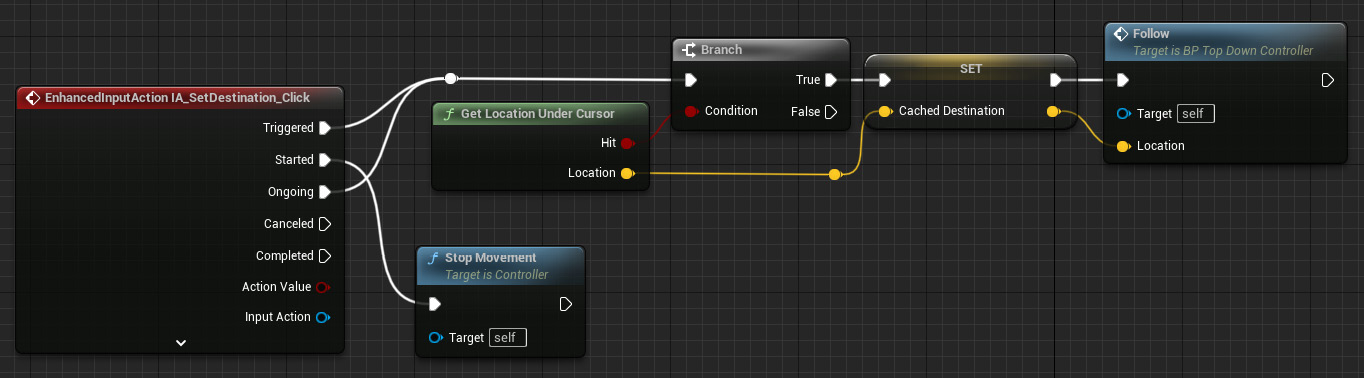 EnhancedInputAction IA_SetDestination_Click
Triggered
Started
Ongoing
Canceled
Completed
Action Value
Input Action
Get Location Under Cursor
Hit
Location
Stop Movement
Target is Controller
Target self
Branch
True
Condition False
SET
Cached Destination
Follow
Target is BP Top Down Controller
Target self
Location